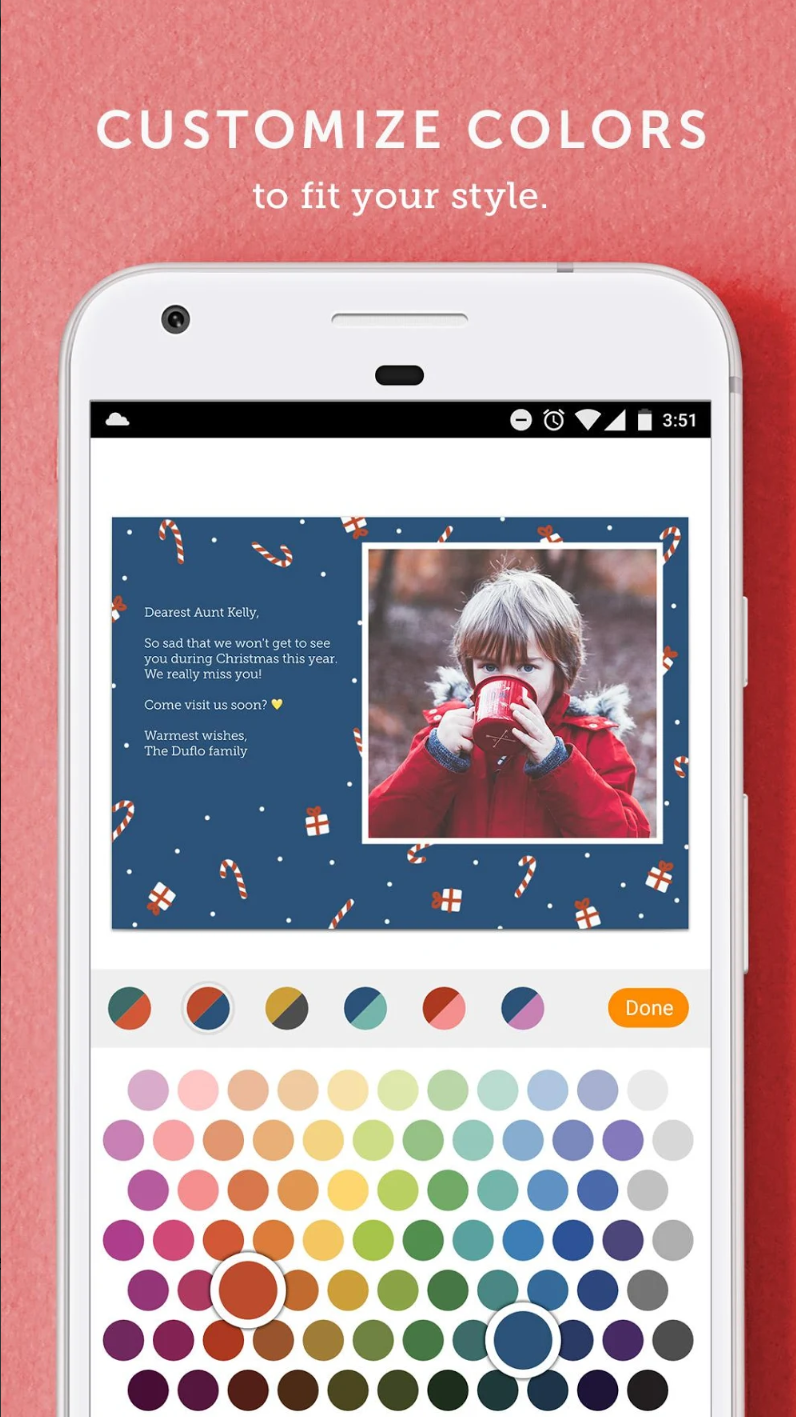 CUSTOMIZE COLORS
to fit your style.
3:51
Dearest Aunt Kelly,
So sad that we won't get to see
you during Christmas this year.
We really miss you!
Come visit us soon? 💛
Warmest wishes,
The Duflo family
Done